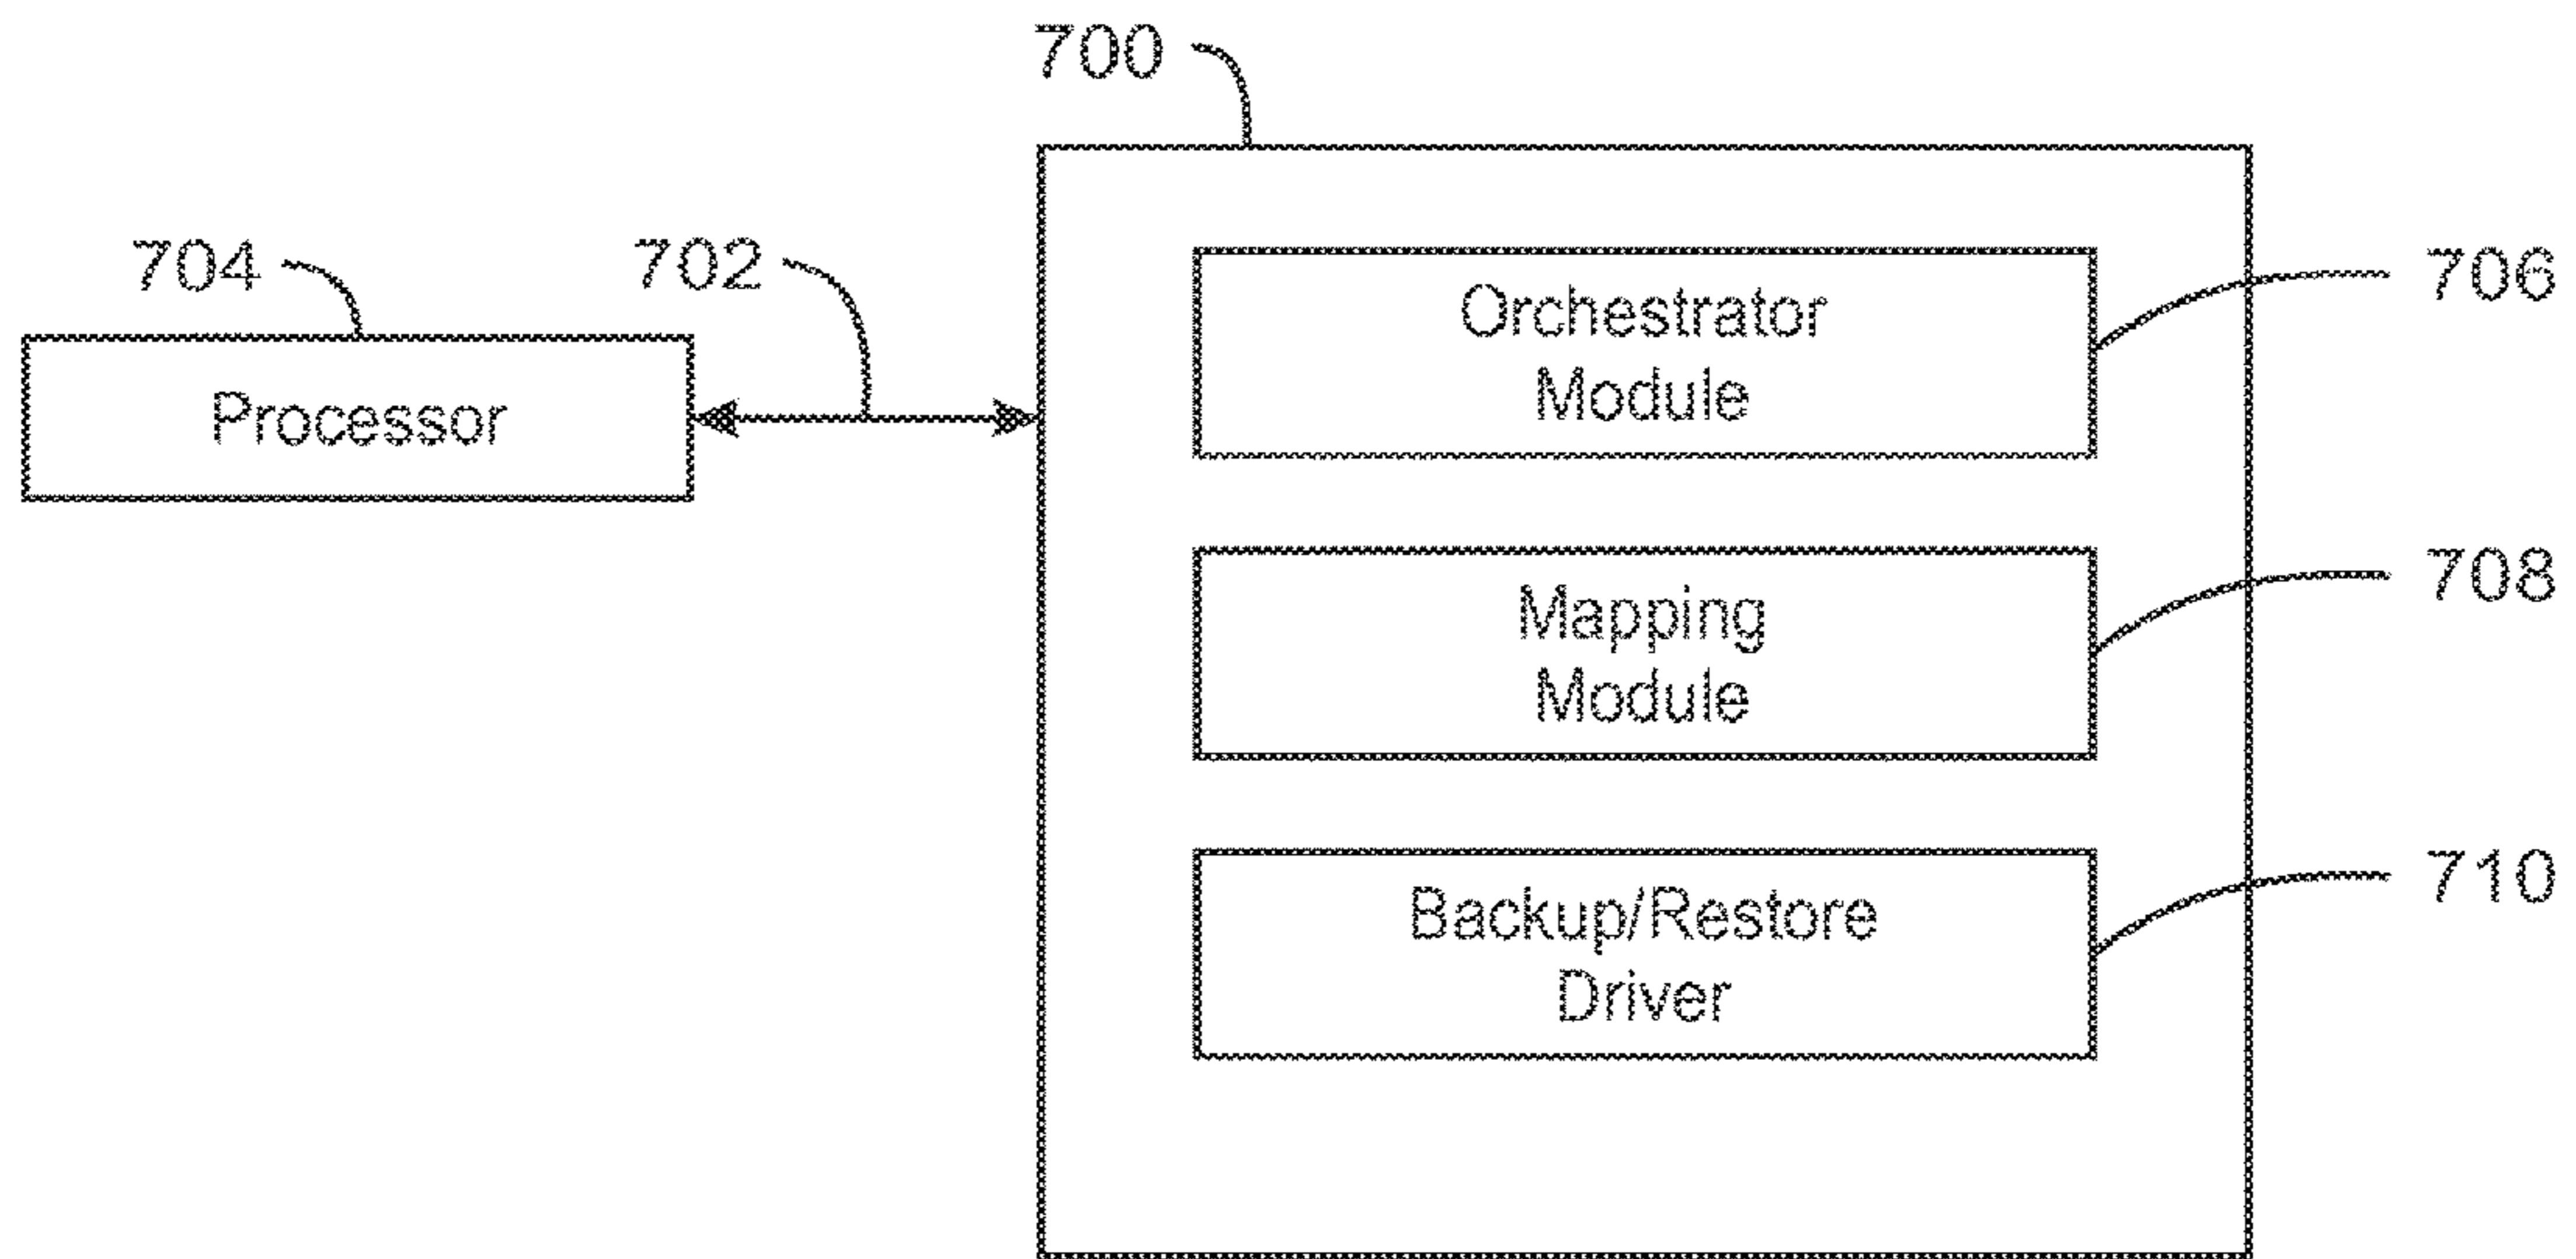 700
704
702
706
Orchestrator
Module
Processor
708
Mapping
Module
710
Backup/Restore
Driver